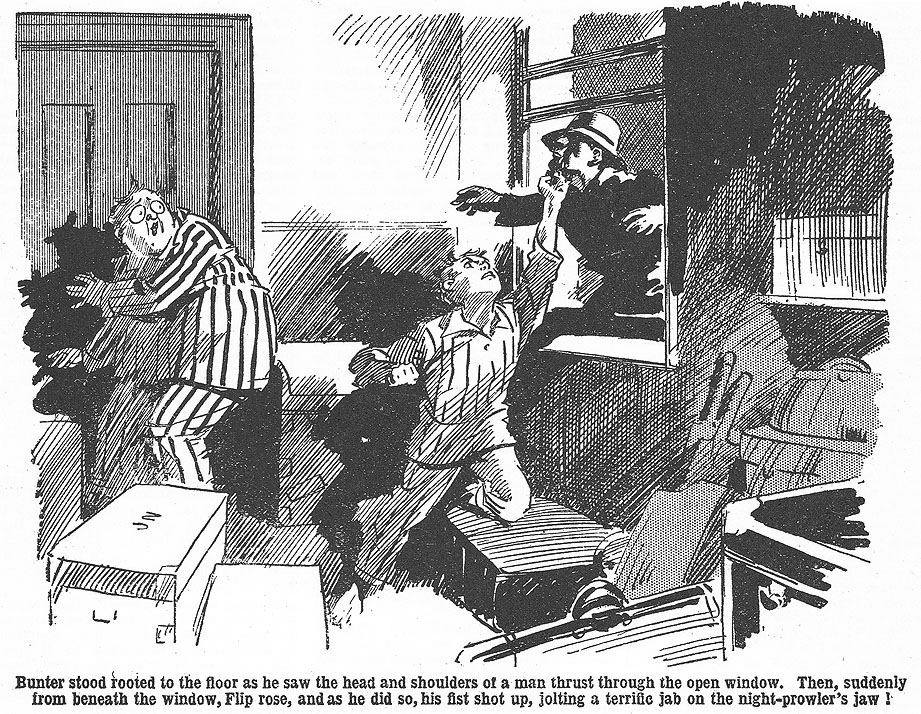 JN
JN
Bunter stood rooted to the floor as he saw the head and shoulders of a man thrust through the open window. Then, suddenly
from beneath the window, Flip rose, and as he did so, his fist shot up, jolting a terrific jab on the night-prowler's jaw !